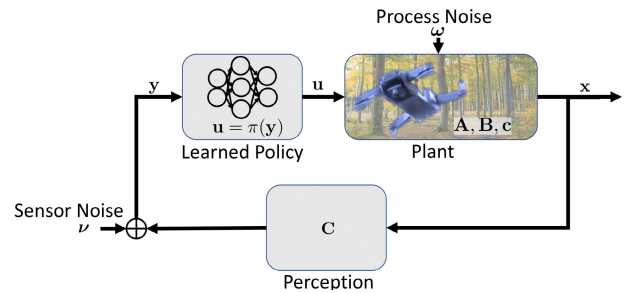 Process Noise
ω
y
u
x
u = π(y)
A, B, c
Learned Policy
Plant
Sensor Noise
ν
C
Perception